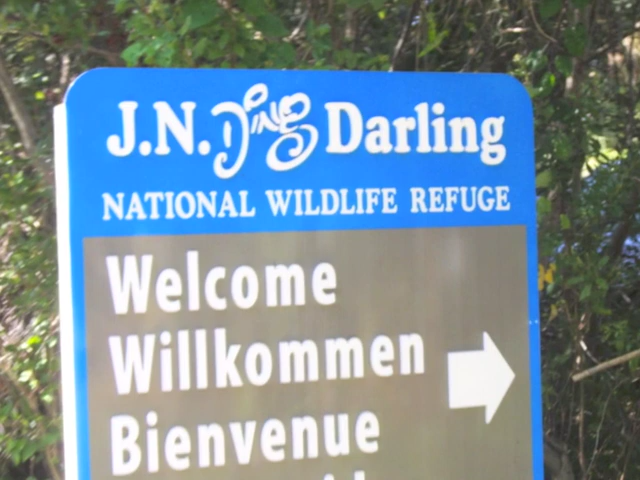 J.N. Ding Darling
NATIONAL WILDLIFE REFUGE
Welcome
Willkommen
Bienvenue